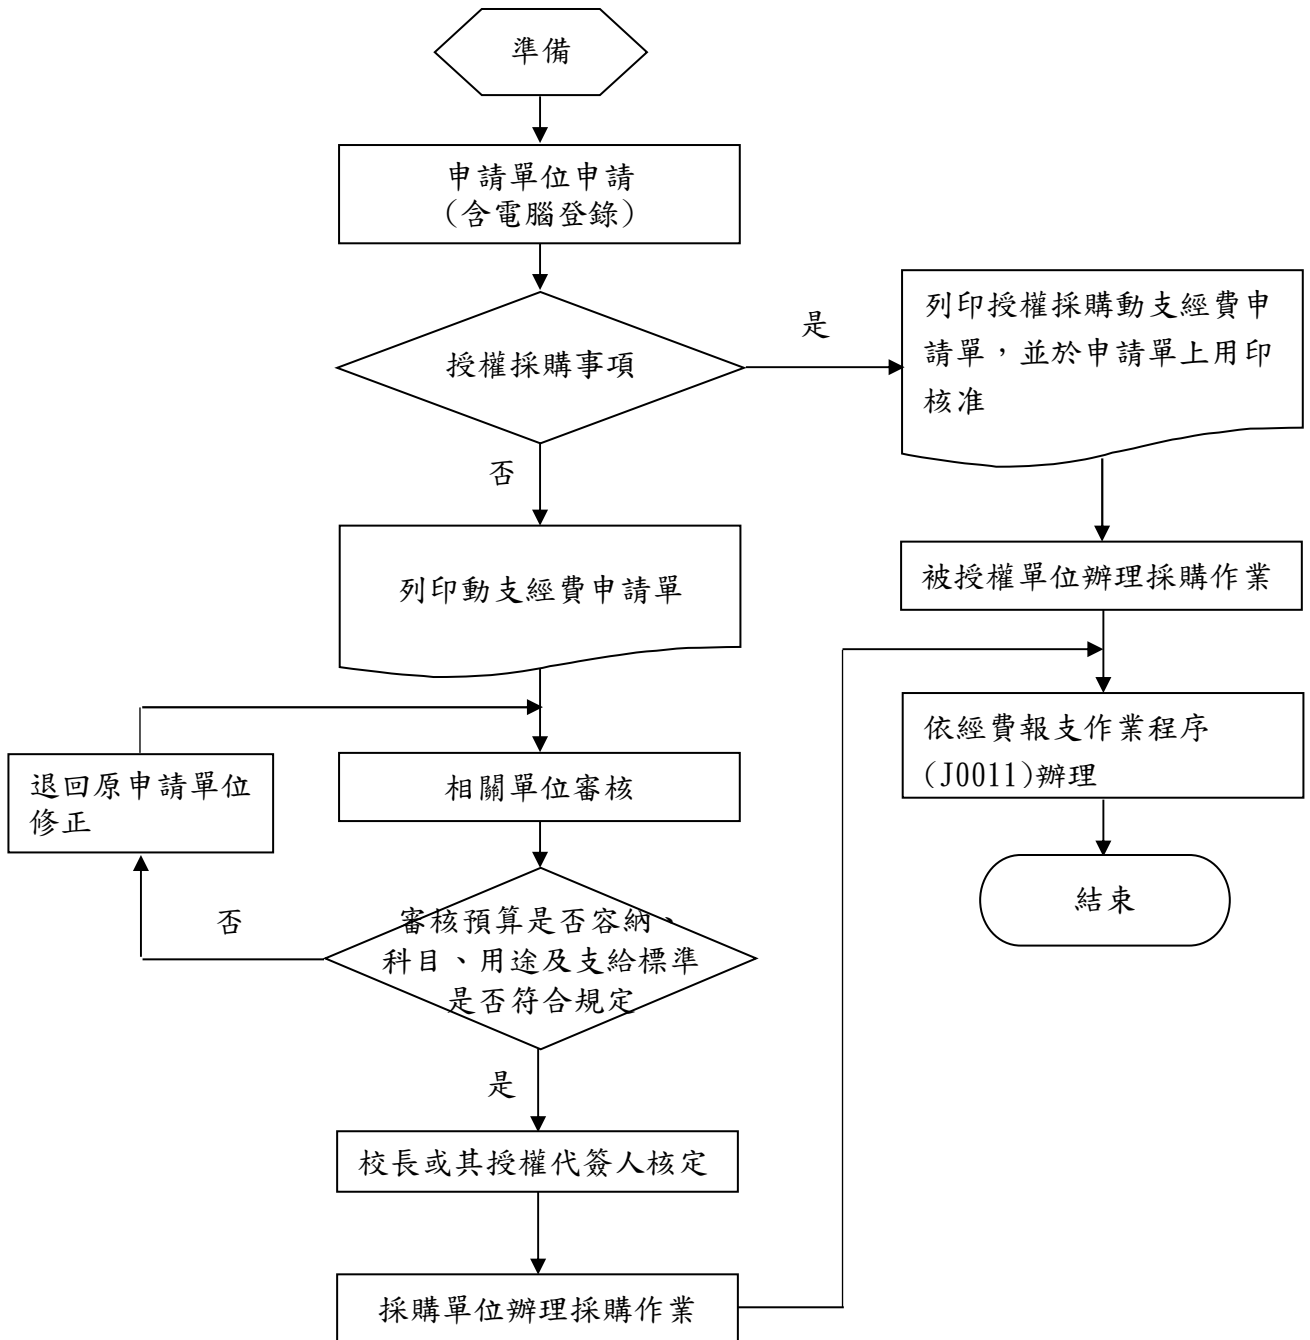 準備
申請單位申請
(含電腦登錄)
授權採購事項
是
列印授權採購動支經費申
請單，並於申請單上用印
核准
否
列印動支經費申請單
被授權單位辦理採購作業
依經費報支作業程序
(J0011)辦理
退回原申請單位
修正
相關單位審核
結束
否
審核預算是否容納、
科目、用途及支給標準
是否符合規定
是
校長或其授權代簽人核定
採購單位辦理採購作業